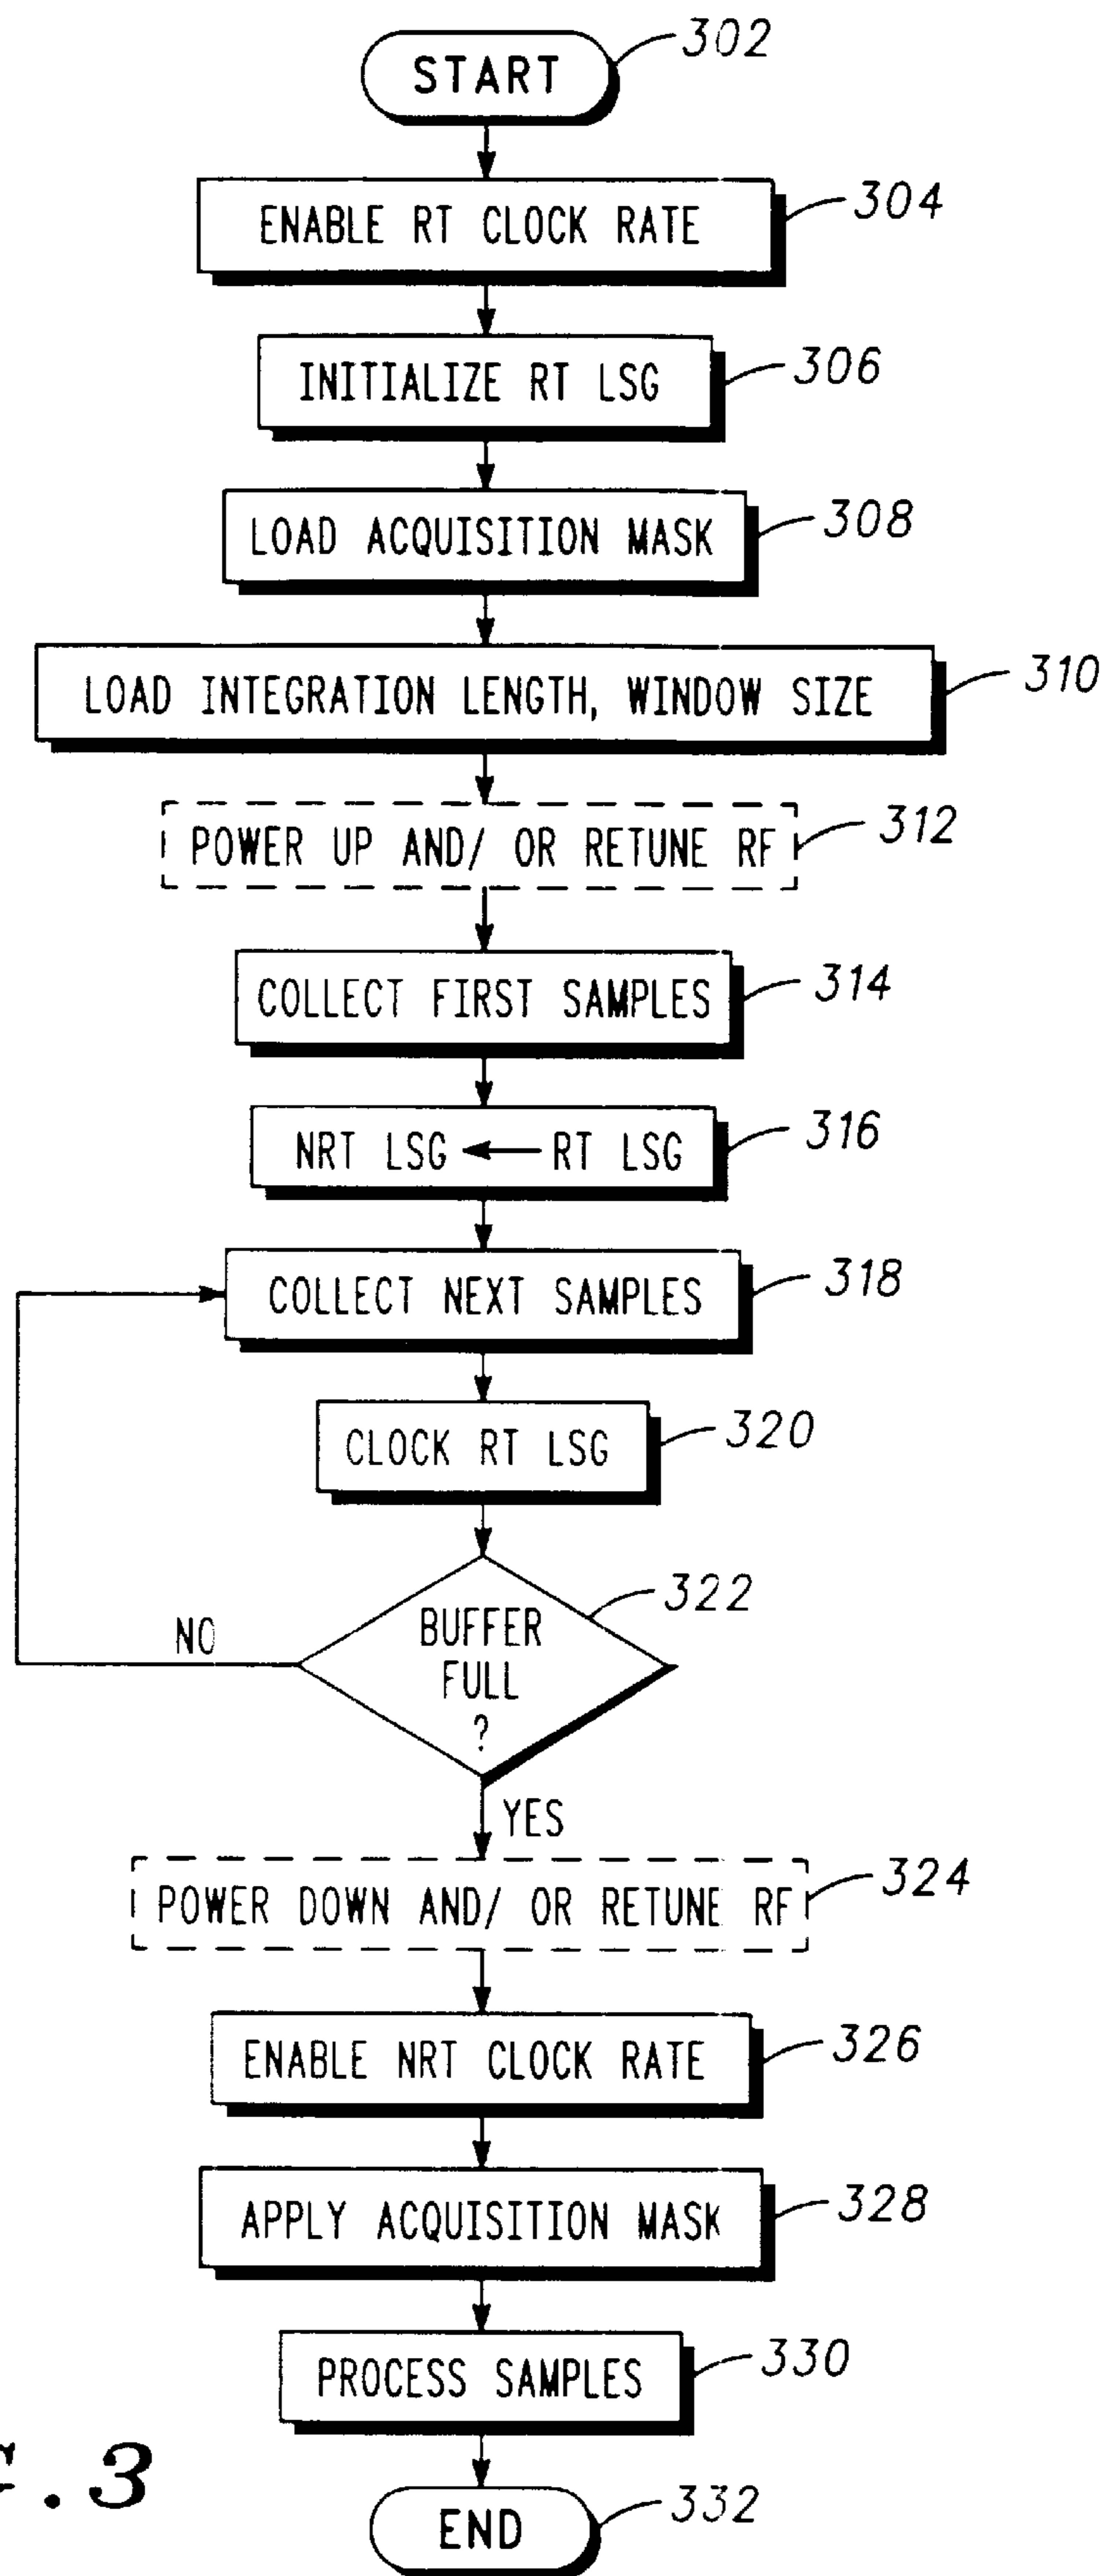 START
302
ENABLE RT CLOCK RATE
304
INITIALIZE RT LSG
306
LOAD ACQUISITION MASK
308
LOAD INTEGRATION LENGTH, WINDOW SIZE
310
POWER UP AND/ OR RETUNE RF
312
COLLECT FIRST SAMPLES
314
NRT LSG ← RT LSG
316
COLLECT NEXT SAMPLES
318
CLOCK RT LSG
320
BUFFER
FULL
?
322
NO
YES
POWER DOWN AND/ OR RETUNE RF
324
ENABLE NRT CLOCK RATE
326
APPLY ACQUISITION MASK
328
PROCESS SAMPLES
330
END
332
.3